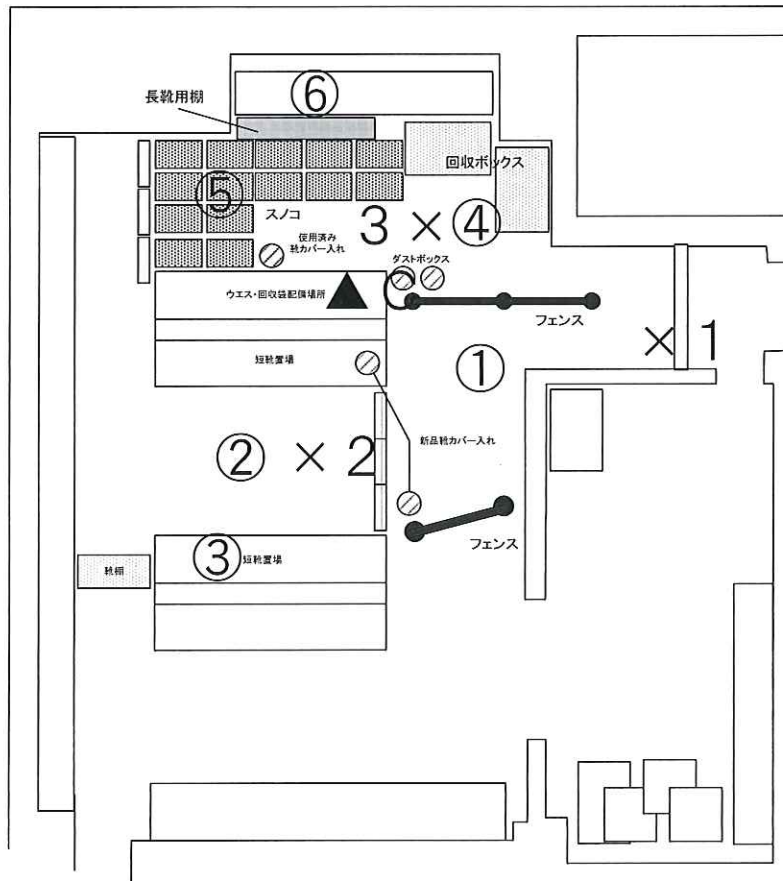 ⑥
長靴用棚
回収ボックス
⑤
スノコ
3 × ④
使用済み
靴カバー入れ
ダストボックス
ウエス・回収袋配備場所
フェンス
× 1
短靴置場
①
② × 2
新品靴カバー入れ
フェンス
③
短靴置場
靴棚